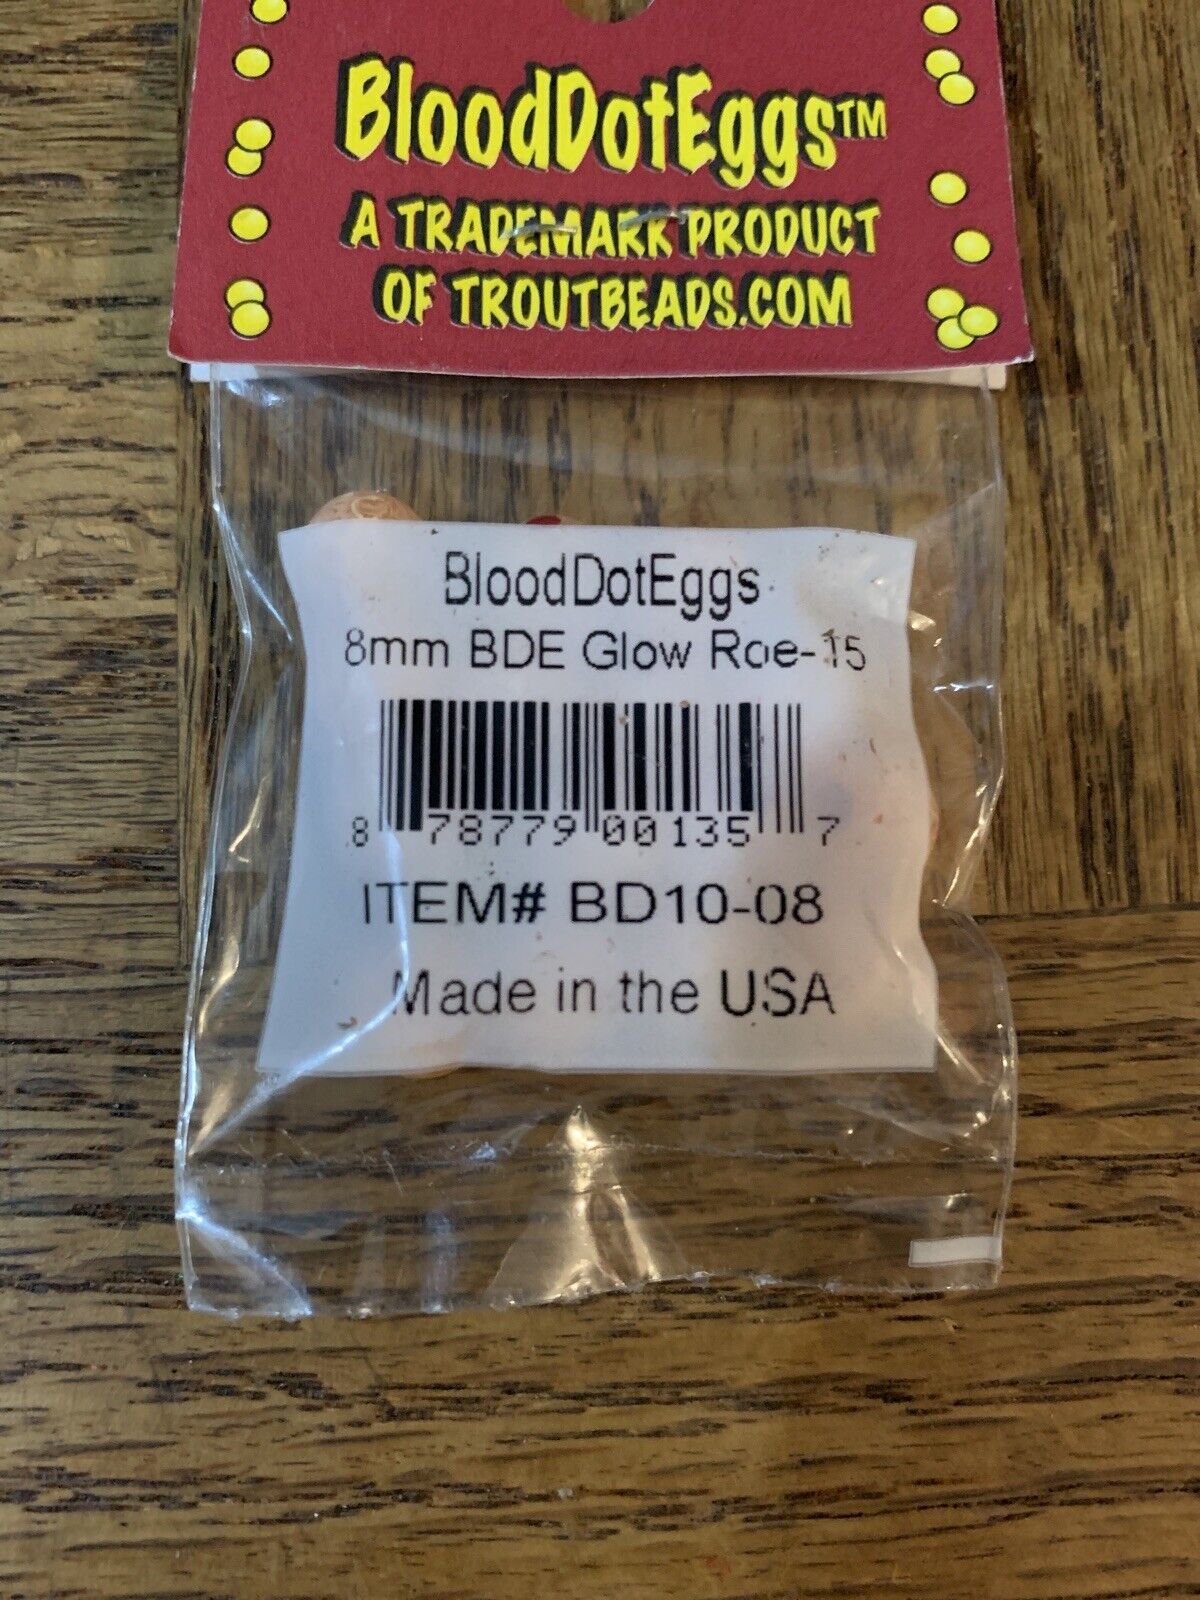 BloodDotEggs™
A TRADEMARK PRODUCT
OF TROUTBEADS.COM
BloodDotEggs
8mm BDE Glow Roe-15
8 78779 00135 7
ITEM# BD10-08
Made in the USA